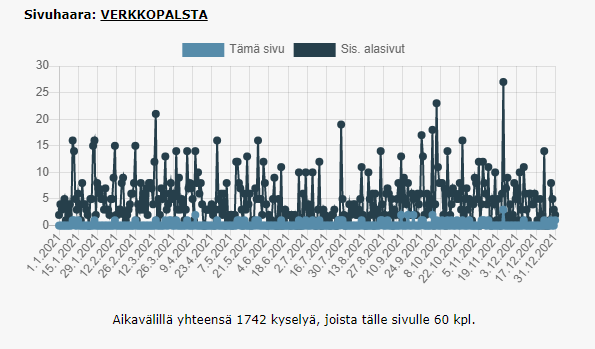 Sivuhaara: VERKKOPALSTA
Tämä sivu Sis. alasivut
30
25
20
15
10
5
0
1.1.2021 15.1.2021 29.1.2021 12.2.2021 26.2.2021 12.3.2021 26.3.2021 9.4.2021 23.4.2021 7.5.2021 21.5.2021 4.6.2021 18.6.2021 2.7.2021 16.7.2021 30.7.2021 13.8.2021 27.8.2021 10.9.2021 24.9.2021 8.10.2021 22.10.2021 5.11.2021 19.11.2021 3.12.2021 17.12.2021 31.12.2021
Aikavälillä yhteensä 1742 kyselyä, joista tälle sivulle 60 kpl.